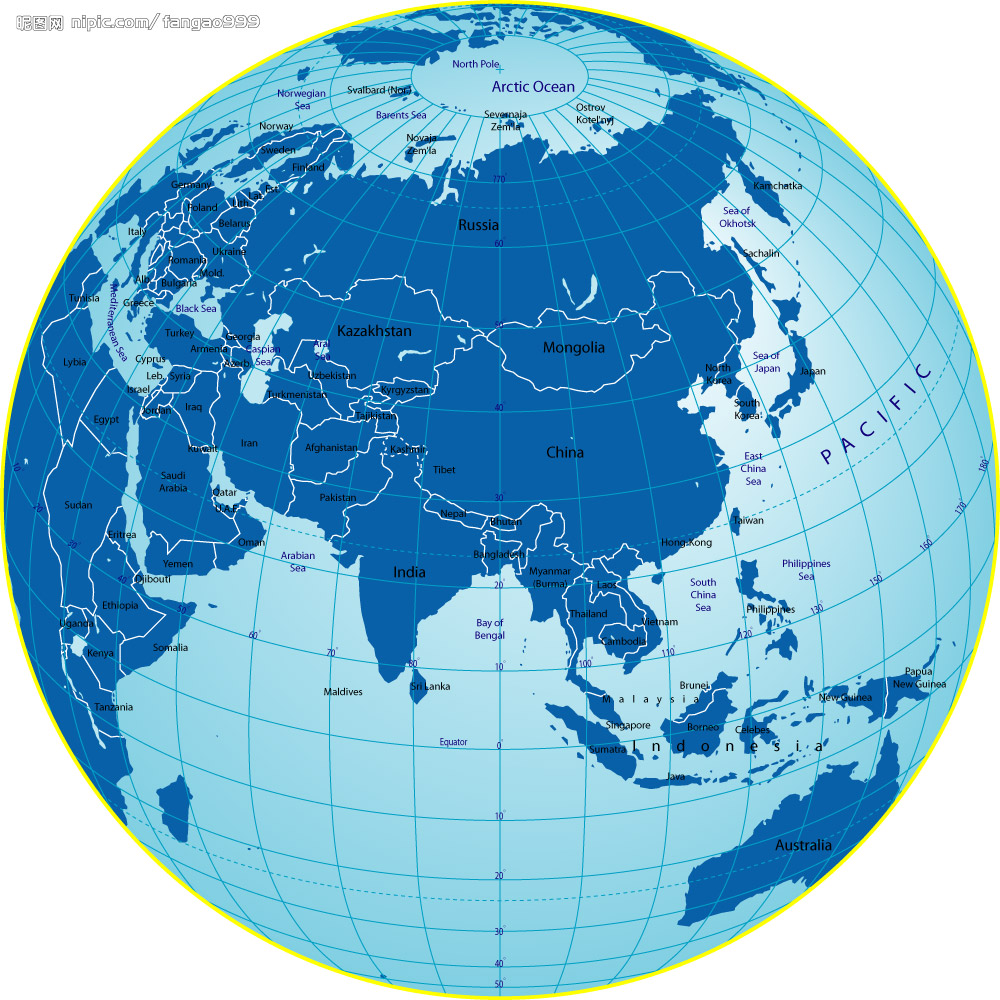 昵图网 nipic.com/fangao999
North Pole
Arctic Ocean
Norwegian
Sea
Svalbard (Nor.)
Barents Sea
Severnaja
Zem'la
Ostrov
Kotel'nyj
Norway
Novaja
Zem'la
Sweden
Finland
770°
Germany
Est.
Lat.
Lith.
Poland
Kamchatka
Belarus
Russia
Sea of
Okhotsk
Italy
60°
Ukraine
Sachalin
Romania
Mold.
Alb.
Bulgaria
Tunisia
Mediterranean Sea
Greece
Black Sea
Turkey
Georgia
Kazakhstan
Armenia
Caspian
Sea
Aral
Sea
Mongolia
Cyprus
Azerb.
Sea of
Japan
Lybia
Leb.
Syria
Uzbekistan
North
Korea
Japan
Israel
Turkmenistan
Kyrgyzstan
PACIFIC
Jordan
Iraq
Tajikistan
40°
South
Korea
Egypt
Iran
Kuwait
Afghanistan
Kashmir
China
East
China
Sea
10°
Tibet
180°
Saudi
Arabia
Qatar
U.A.E.
Pakistan
30°
20°
Sudan
Nepal
Bhutan
Taiwan
170°
Eritrea
Oman
Hong Kong
30°
Bangladesh
160°
Yemen
Arabian
Sea
India
Myanmar
(Burma)
Philippines
Sea
40°
Djibouti
20°
Laos
South
China
Sea
150°
Ethiopia
50°
Thailand
Philippines
130°
Uganda
60°
Bay of
Bengal
Vietnam
120°
Kenya
Somalia
70°
Cambodia
110°
80°
10°
100°
Maldives
Sri Lanka
Brunei
Papua
New Guinea
Malaysia
New Guinea
Tanzania
Singapore
Borneo
Celebes
Equator
0°
Sumatra
Indonesia
Java
10°
Australia
20°
30°
40°
50°